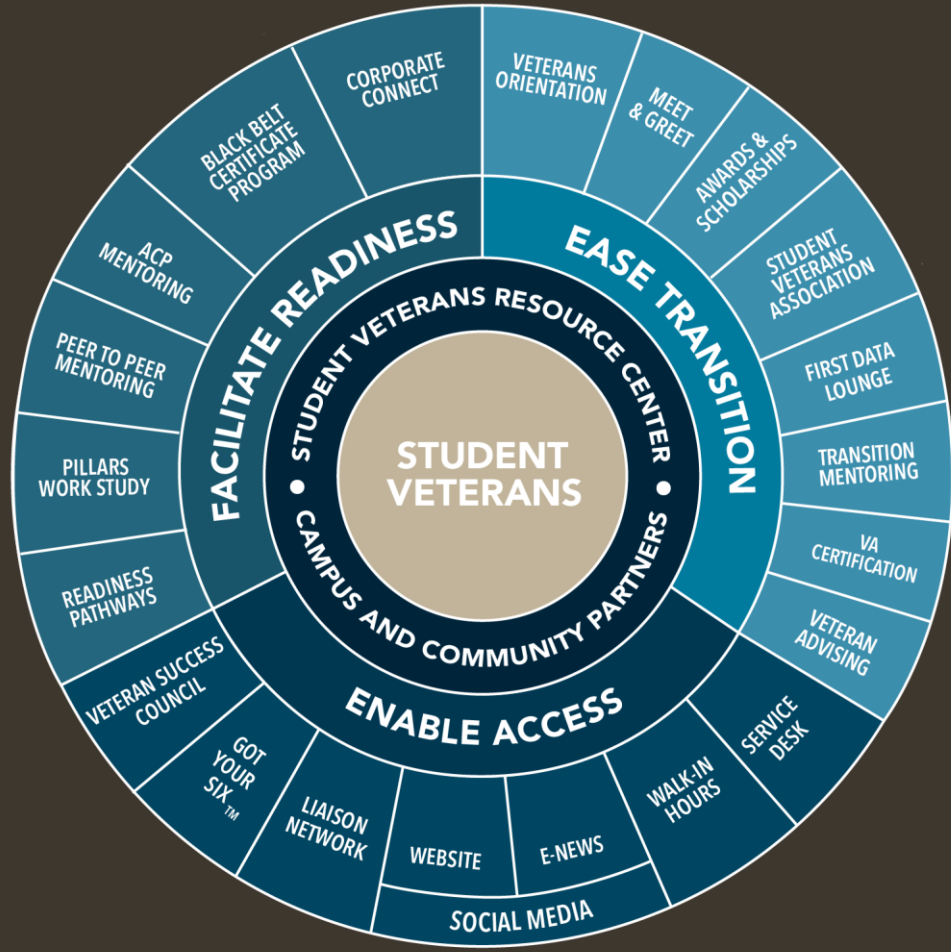 STUDENT
VETERANS
STUDENT VETERANS RESOURCE CENTER
CAMPUS AND COMMUNITY PARTNERS
EASE TRANSITION
VETERANS
ORIENTATION
MEET
& GREET
AWARDS &
SCHOLARSHIPS
STUDENT
VETERANS
ASSOCIATION
FIRST DATA
LOUNGE
TRANSITION
MENTORING
VA
CERTIFICATION
VETERAN
ADVISING
ENABLE ACCESS
SERVICE
DESK
WALK-IN
HOURS
E-NEWS
WEBSITE
SOCIAL MEDIA
LIAISON
NETWORK
GOT
YOUR
SIX TM
VETERAN SUCCESS
COUNCIL
FACILITATE READINESS
READINESS
PATHWAYS
PILLARS
WORK STUDY
PEER TO PEER
MENTORING
ACP
MENTORING
BLACK BELT
CERTIFICATE
PROGRAM
CORPORATE
CONNECT